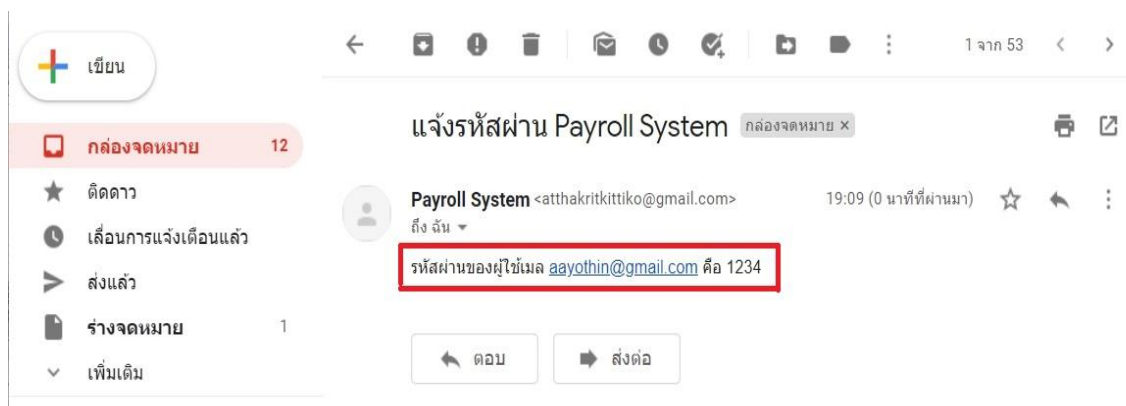 เขียน
กล่องจดหมาย 12
ติดดาว
เลื่อนการแจ้งเตือนแล้ว
ส่งแล้ว
ร่างจดหมาย 1
เพิ่มเติม
1 จาก 53
แจ้งรหัสผ่าน Payroll System กล่องจดหมาย ×
Payroll System <atthakritkittiko@gmail.com> 19:09 (0 นาทีที่ผ่านมา)
ถึง ฉัน
รหัสผ่านของผู้ใช้เมล aayothin@gmail.com คือ 1234
ตอบ ส่งต่อ